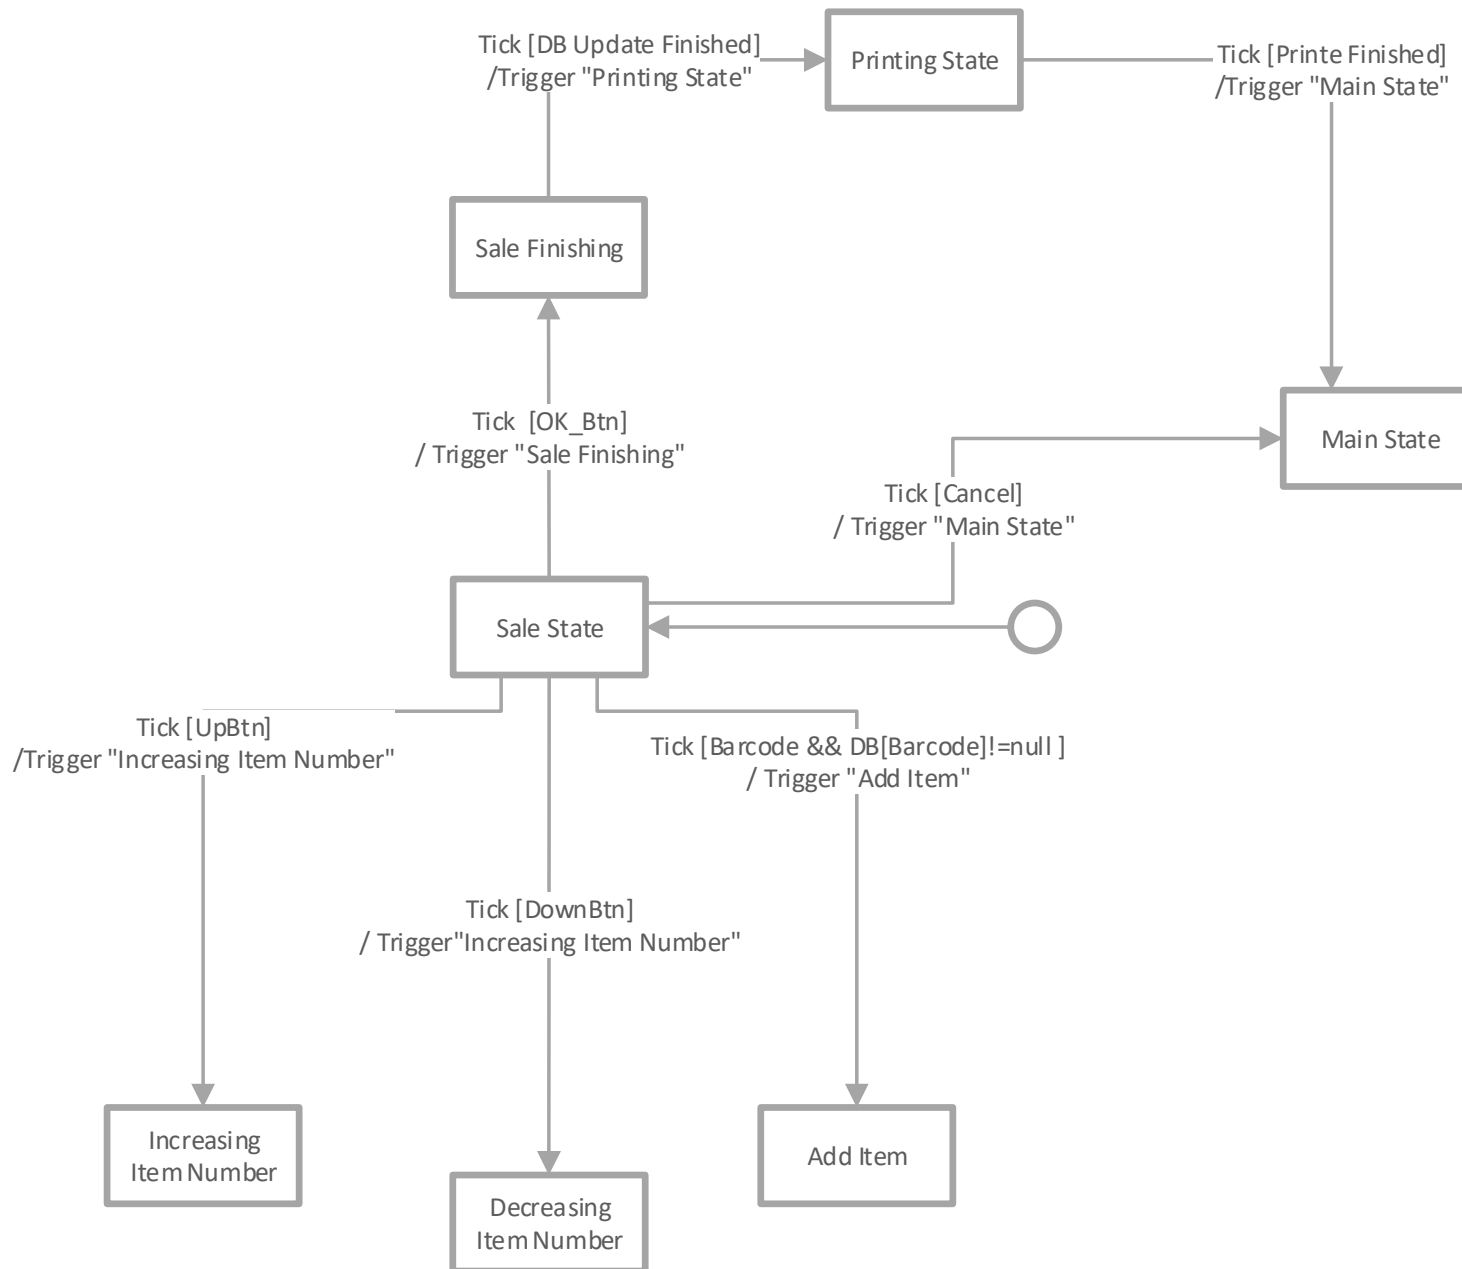 Tick [DB Update Finished]
/Trigger "Printing State"
Printing State
Tick [Printe Finished]
/Trigger "Main State"
Sale Finishing
Tick  [OK_Btn]
/ Trigger "Sale Finishing"
Main State
Tick [Cancel]
/ Trigger "Main State"
Sale State
Tick [UpBtn]
/Trigger "Increasing Item Number"
Tick [Barcode && DB[Barcode]!=null ]
/ Trigger "Add Item"
Tick [DownBtn]
/ Trigger"Increasing Item Number"
Increasing
Item Number
Add Item
Decreasing
Item Number